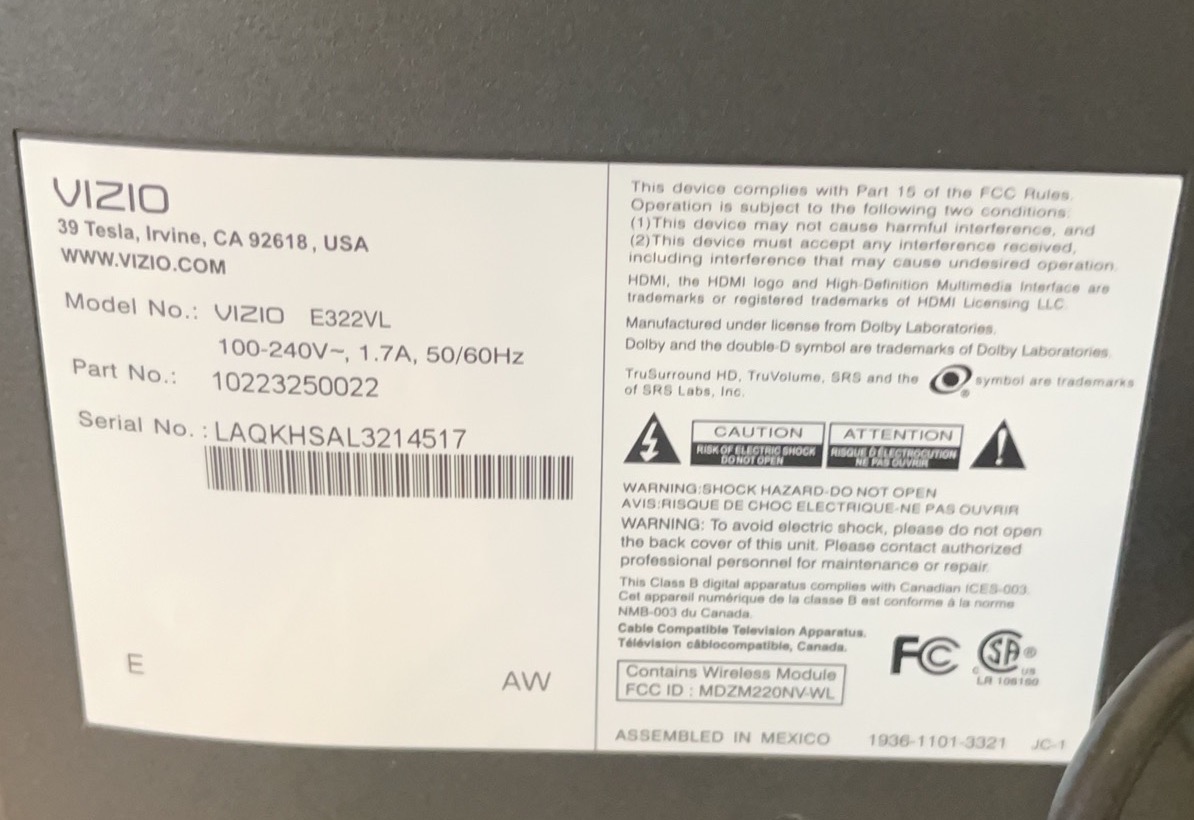 VIZIO
39 Tesla, Irvine, CA 92618, USA
WWW.VIZIO.COM
Model No.: VIZIO E322VL
100-240V~, 1.7A, 50/60Hz
Part No.: 10223250022
Serial No.: LAQKHSAL3214517
E
AW
This device complies with Part 15 of the FCC Rules.
Operation is subject to the following two conditions:
(1)This device may not cause harmful interference, and
(2)This device must accept any interference received,
including interference that may cause undesired operation.
HDMI, the HDMI logo and High-Definition Multimedia Interface are
trademarks or registered trademarks of HDMI Licensing LLC.
Manufactured under license from Dolby Laboratories.
Dolby and the double-D symbol are trademarks of Dolby Laboratories.
TruSurround HD, TruVolume, SRS and the ® symbol are trademarks
of SRS Labs, Inc.
CAUTION
RISK OF ELECTRIC SHOCK
DO NOT OPEN
ATTENTION
RISQUE D'ELECTROCUTION
NE PAS OUVRIR
WARNING:SHOCK HAZARD-DO NOT OPEN
AVIS:RISQUE DE CHOC ELECTRIQUE-NE PAS OUVRIR
WARNING: To avoid electric shock, please do not open
the back cover of this unit. Please contact authorized
professional personnel for maintenance or repair.
This Class B digital apparatus complies with Canadian ICES-003.
Cet appareil numérique de la classe B est conforme à la norme
NMB-003 du Canada.
Cable Compatible Television Apparatus.
Télévision câblocompatible, Canada.
FC
SA®
C US
LR 106180
Contains Wireless Module
FCC ID : MDZM220NV-WL
ASSEMBLED IN MEXICO 1936-1101-3321 JC-1